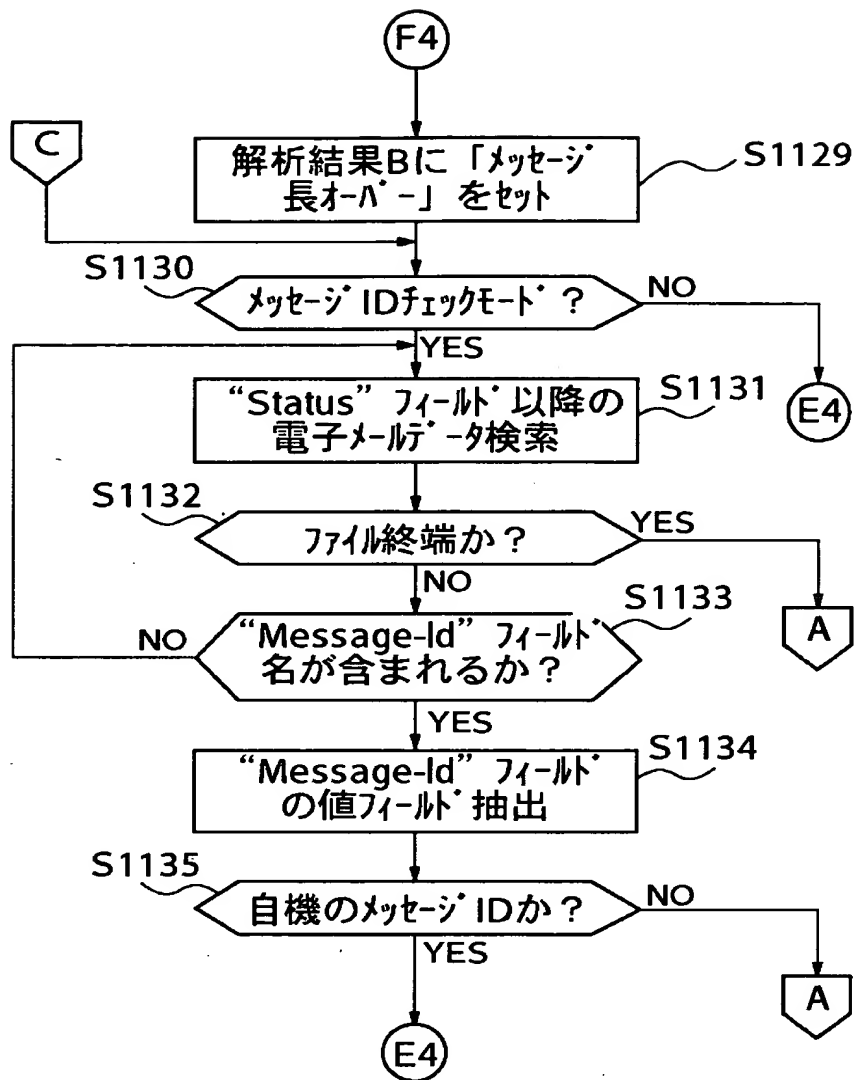 F4
C
解析結果Bに「メッセージ
長オーバー」をセット
S1129
S1130
メッセージIDチェックモード？
NO
YES
E4
“Status” フィールド以降の
電子メールデータ検索
S1131
S1132
ファイル終端か？
YES
NO
A
S1133
NO
“Message-Id” フィールド
名が含まれるか？
YES
S1134
“Message-Id” フィールド
の値フィールド抽出
S1135
自機のメッセージIDか？
NO
YES
A
E4